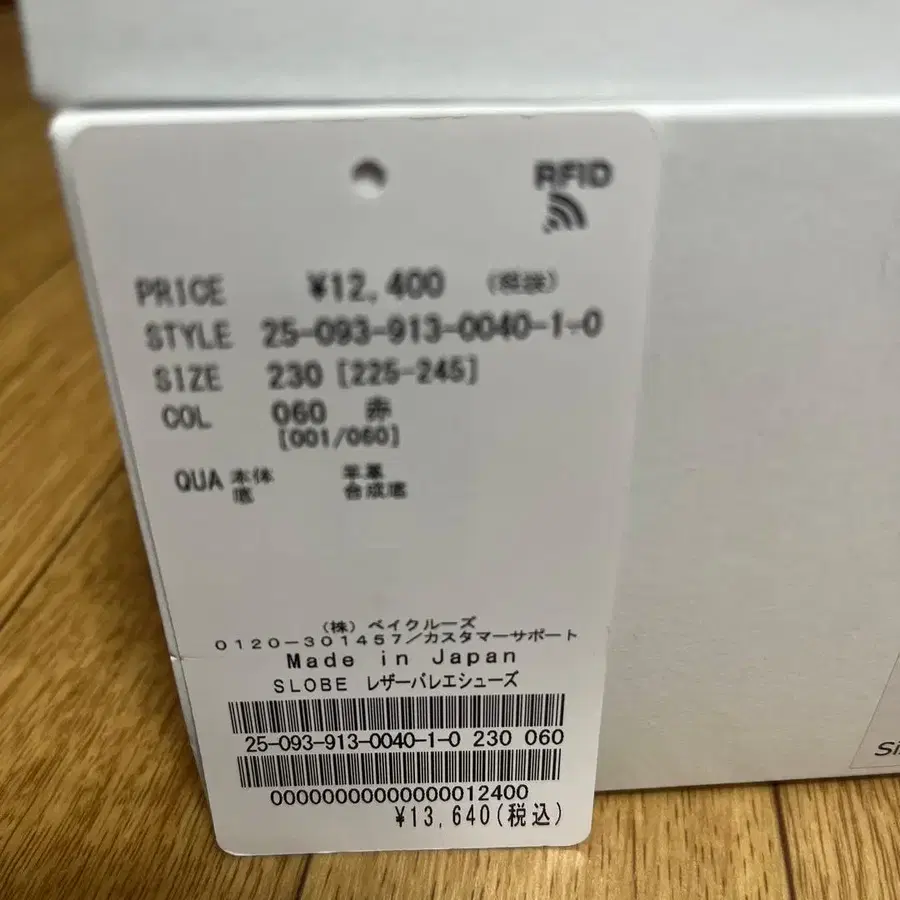 RFID
PRICE ¥12,400 (税抜)
STYLE 25-093-913-0040-1-0
SIZE 230 [225-245]
COL 060 赤
[001/060]
QUA 本体 羊革
底 合成底
(株) ベイクルーズ
0120-301457/カスタマーサポート
Made in Japan
SLOBE レザーバレエシューズ
25-093-913-0040-1-0 230 060
00000000000000012400
¥13,640(税込)